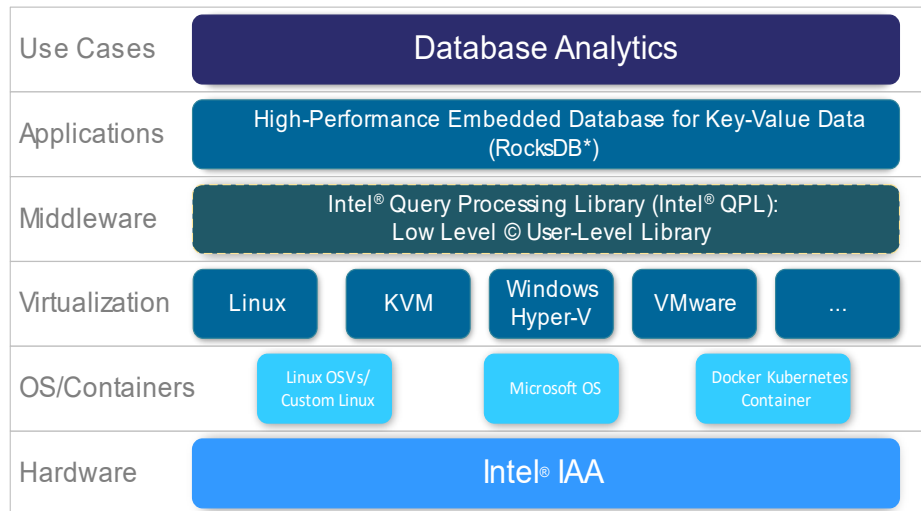 Use Cases
Database Analytics
Applications
High-Performance Embedded Database for Key-Value Data
(RocksDB*)
Middleware
Intel® Query Processing Library (Intel® QPL):
Low Level © User-Level Library
Virtualization
Linux
KVM
Windows
Hyper-V
VMware
...
OS/Containers
Linux OSVs/
Custom Linux
Microsoft OS
Docker Kubernetes
Container
Hardware
Intel® IAA